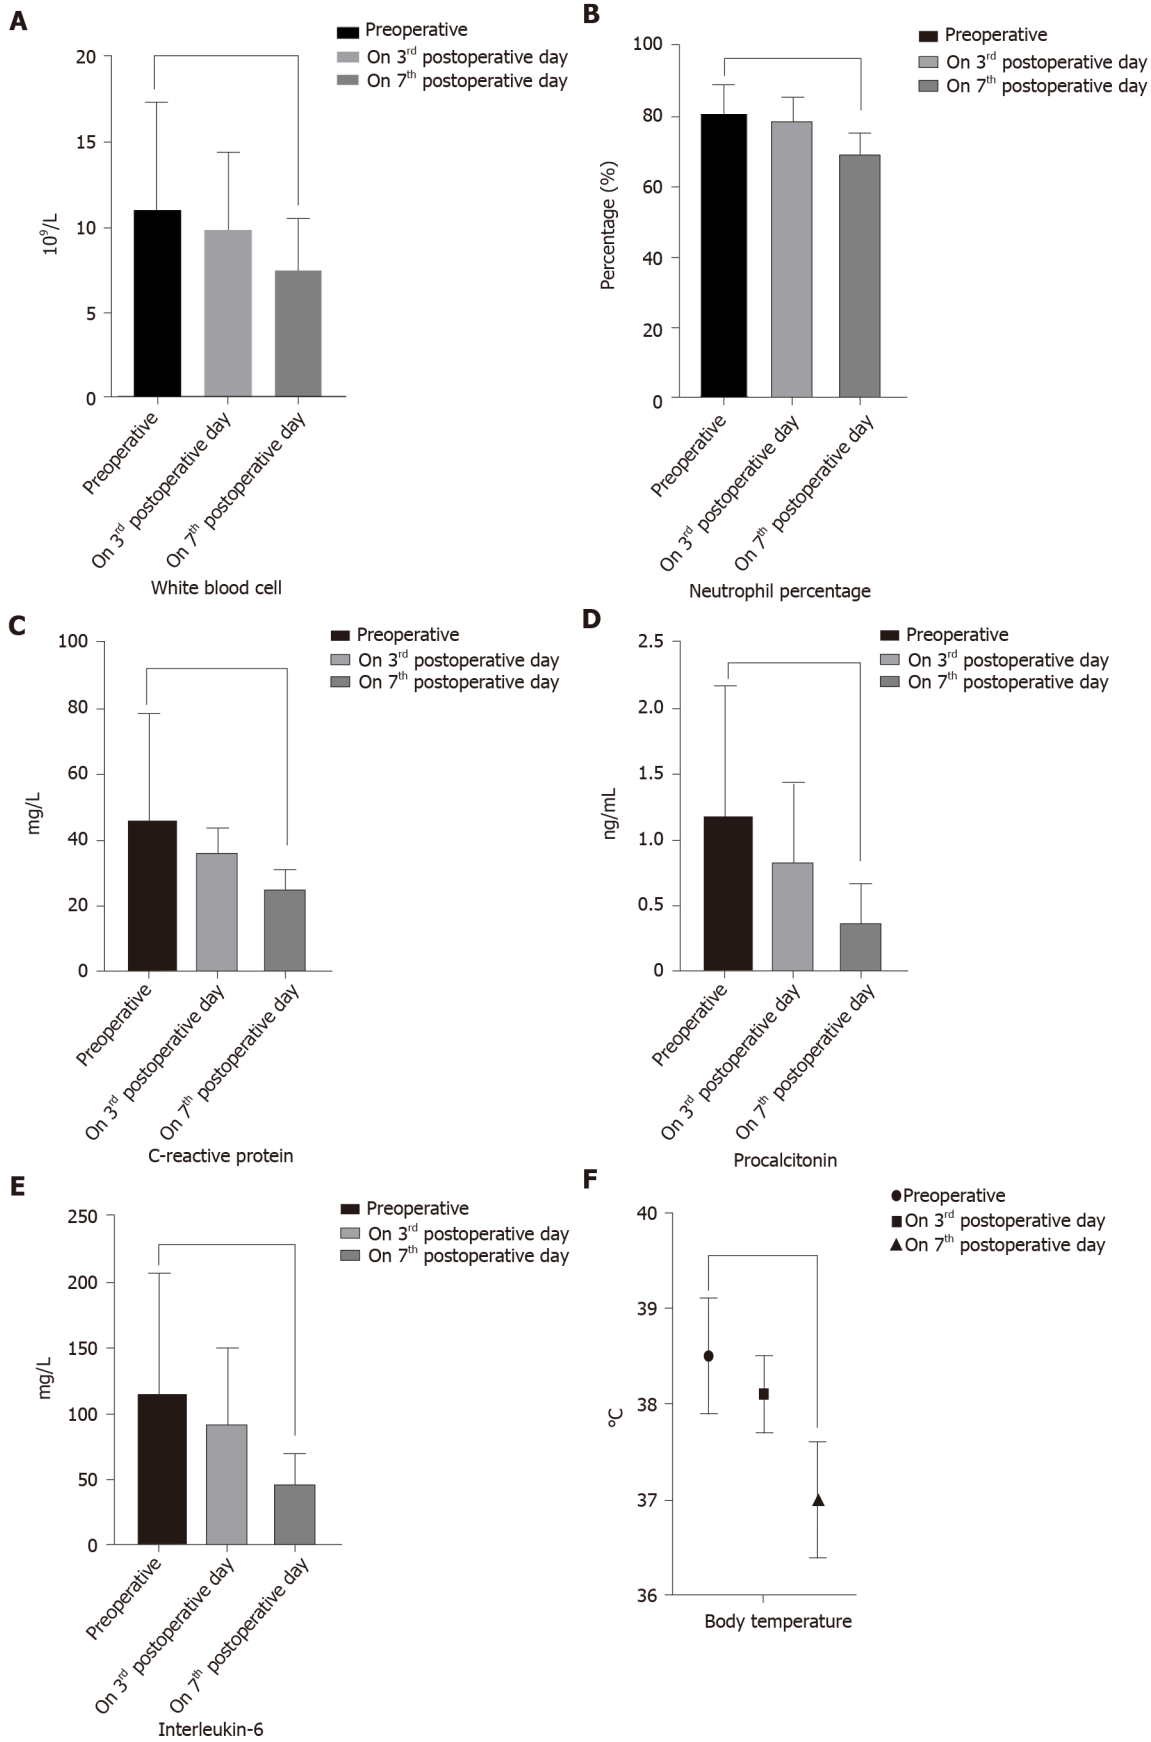 A
Preoperative
On 3rd postoperative day
On 7th postoperative day
20
15
10
5
0
10⁹/L
Preoperative
On 3rd postoperative day
On 7th postoperative day
White blood cell
B
Preoperative
On 3rd postoperative day
On 7th postoperative day
100
80
60
40
20
0
Percentage (%)
Preoperative
On 3rd postoperative day
On 7th postoperative day
Neutrophil percentage
C
Preoperative
On 3rd postoperative day
On 7th postoperative day
100
80
60
40
20
0
mg/L
Preoperative
On 3rd postoperative day
On 7th postoperative day
C-reactive protein
D
Preoperative
On 3rd postoperative day
On 7th postoperative day
2.5
2.0
1.5
1.0
0.5
0
ng/mL
Preoperative
On 3rd postoperative day
On 7th postoperative day
Procalcitonin
E
Preoperative
On 3rd postoperative day
On 7th postoperative day
250
200
150
100
50
0
mg/L
Preoperative
On 3rd postoperative day
On 7th postoperative day
Interleukin-6
F
Preoperative
On 3rd postoperative day
On 7th postoperative day
40
39
38
37
36
°C
Body temperature